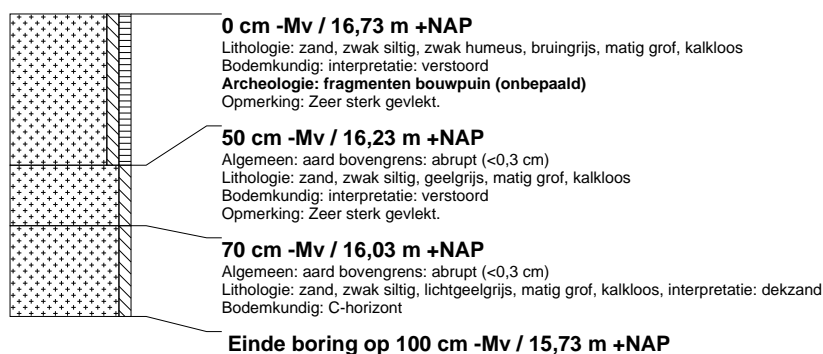 0 cm -Mv / 16,73 m +NAP
Lithologie: zand, zwak siltig, zwak humeus, bruingrijs, matig grof, kalkloos
Bodemkundig: interpretatie: verstoord
Archeologie: fragmenten bouwpuin (onbepaald)
Opmerking: Zeer sterk gevlekt.
50 cm -Mv / 16,23 m +NAP
Algemeen: aard bovengrens: abrupt (<0,3 cm)
Lithologie: zand, zwak siltig, geelgrijs, matig grof, kalkloos
Bodemkundig: interpretatie: verstoord
Opmerking: Zeer sterk gevlekt.
70 cm -Mv / 16,03 m +NAP
Algemeen: aard bovengrens: abrupt (<0,3 cm)
Lithologie: zand, zwak siltig, lichtgeelgrijs, matig grof, kalkloos, interpretatie: dekzand
Bodemkundig: C-horizont
Einde boring op 100 cm -Mv / 15,73 m +NAP